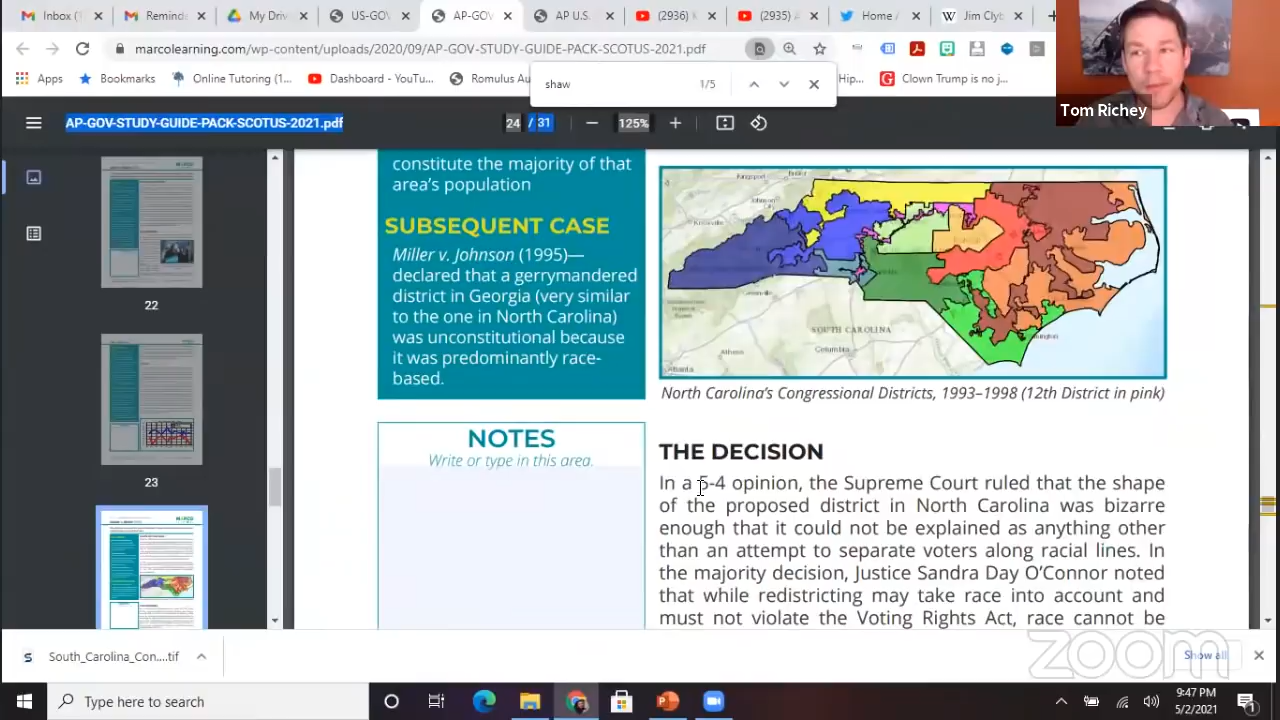 Inbox (
Reminde
My Driv
US-GOV
AP-GOV
AP U.S.
(2936) K
(2935)
Home /
Jim Clyb
marcolearning.com/wp-content/uploads/2020/09/AP-GOV-STUDY-GUIDE-PACK-SCOTUS-2021.pdf
Apps
Bookmarks
Online Tutoring (1...
Dashboard - YouTu...
Romulus Au
Hip...
Clown Trump is no j...
shaw
1/5
Tom Richey
AP-GOV-STUDY-GUIDE-PACK-SCOTUS-2021.pdf
24 / 31
125%
22
23
constitute the majority of that
area's population
SUBSEQUENT CASE
Miller v. Johnson (1995)—
declared that a gerrymandered
district in Georgia (very similar
to the one in North Carolina)
was unconstitutional because
it was predominantly race-
based.
NOTES
Write or type in this area.
Kingsport
Johnson
City
SOUTH CAROLINA
Columbia
Athens
Atlanta
North Carolina's Congressional Districts, 1993–1998 (12th District in pink)
THE DECISION
In a 5-4 opinion, the Supreme Court ruled that the shape
of the proposed district in North Carolina was bizarre
enough that it could not be explained as anything other
than an attempt to separate voters along racial lines. In
the majority decision, Justice Sandra Day O'Connor noted
that while redistricting may take race into account and
must not violate the Voting Rights Act, race cannot be
South_Carolina_Con....tif
Show all
zoom
Type here to search
9:47 PM
5/2/2021
1